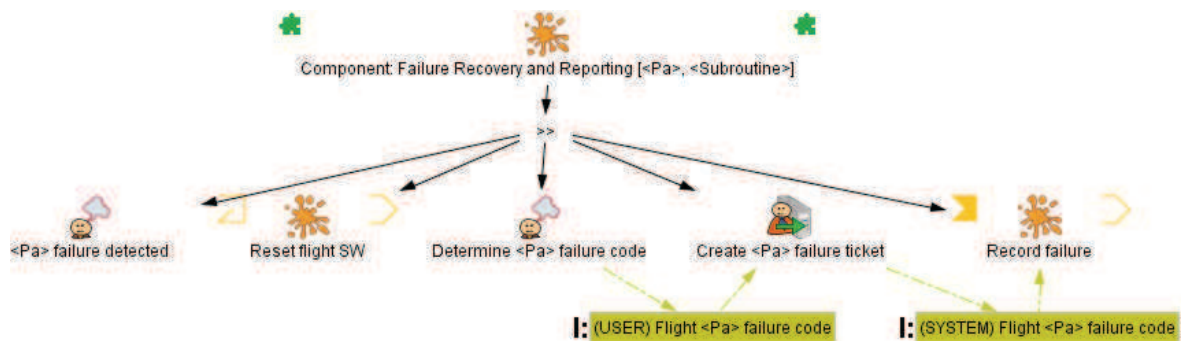 Component: Failure Recovery and Reporting [<Pa>, <Subroutine>]
>>
<Pa> failure detected
Reset flight SW
Determine <Pa> failure code
Create <Pa> failure ticket
Record failure
I: (USER) Flight <Pa> failure code
I: (SYSTEM) Flight <Pa> failure code